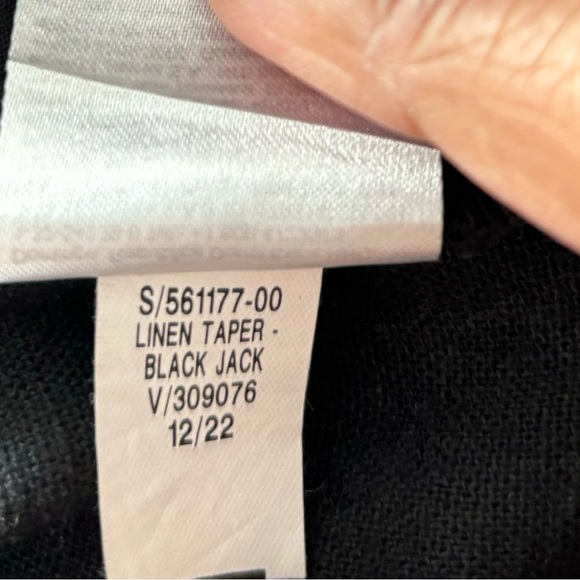 S/561177-00
LINEN TAPER -
BLACK JACK
V/309076
12/22